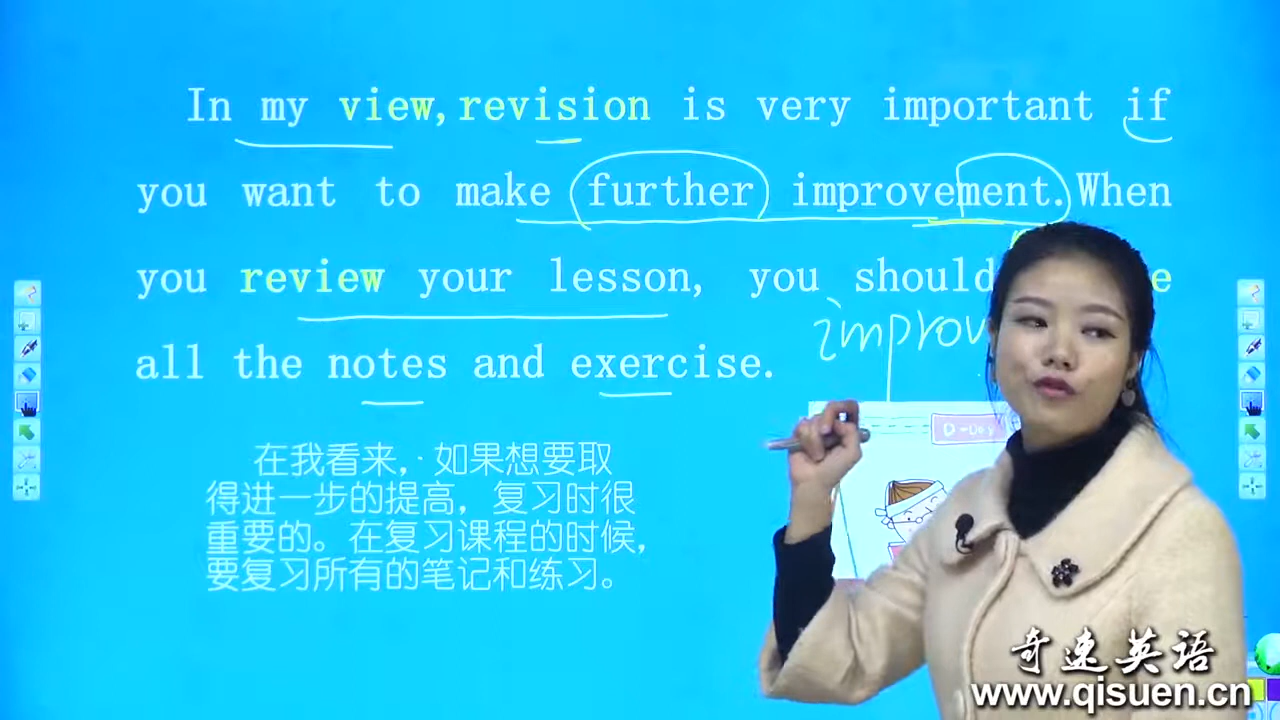 In my view,revision is very important if
you want to make further improvement.When
you review your lesson, you should
all the notes and exercise.
improv
在我看来,·如果想要取
得进一步的提高，复习时很
重要的。在复习课程的时候，
要复习所有的笔记和练习。
奇速英语
www.qisuen.cn